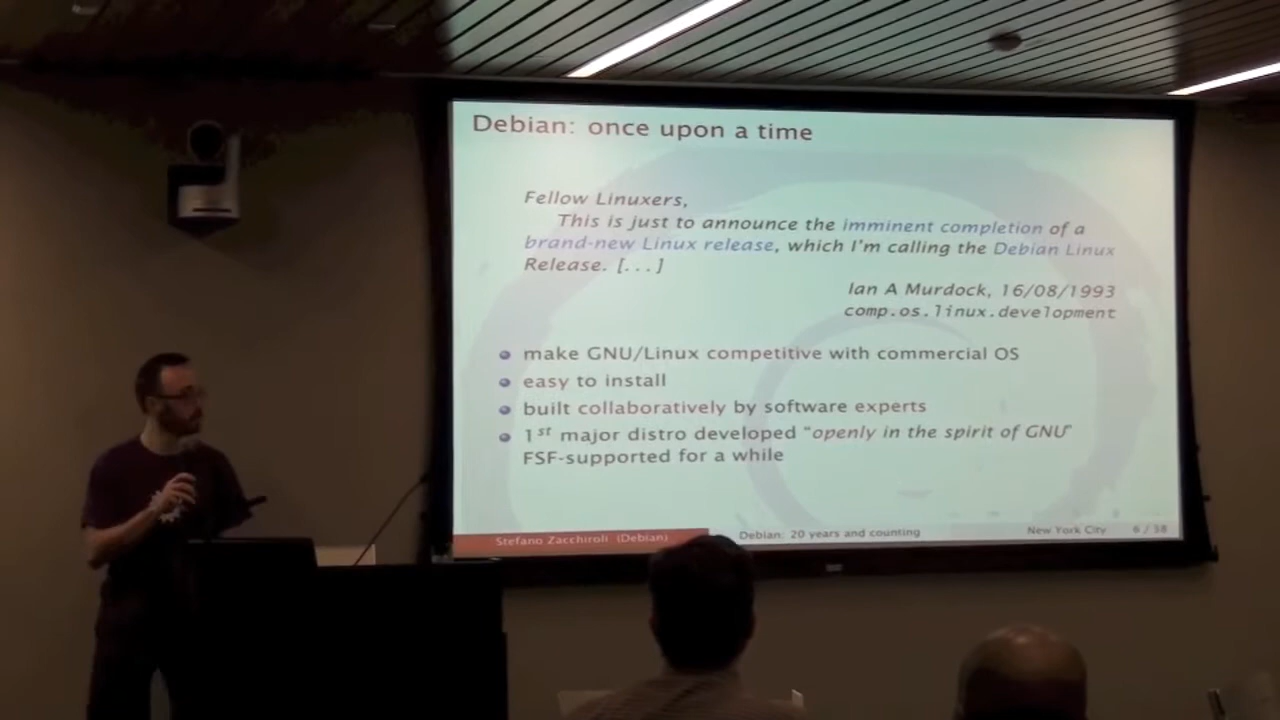 Debian: once upon a time
Fellow Linuxers,
This is just to announce the imminent completion of a
brand-new Linux release, which I'm calling the Debian Linux
Release. [...]
Ian A Murdock, 16/08/1993
comp.os.linux.development
make GNU/Linux competitive with commercial OS
easy to install
built collaboratively by software experts
1st major distro developed "openly in the spirit of GNU"
FSF-supported for a while
Stefano Zacchiroli (Debian)
Debian: 20 years and counting
New York City
6 / 38